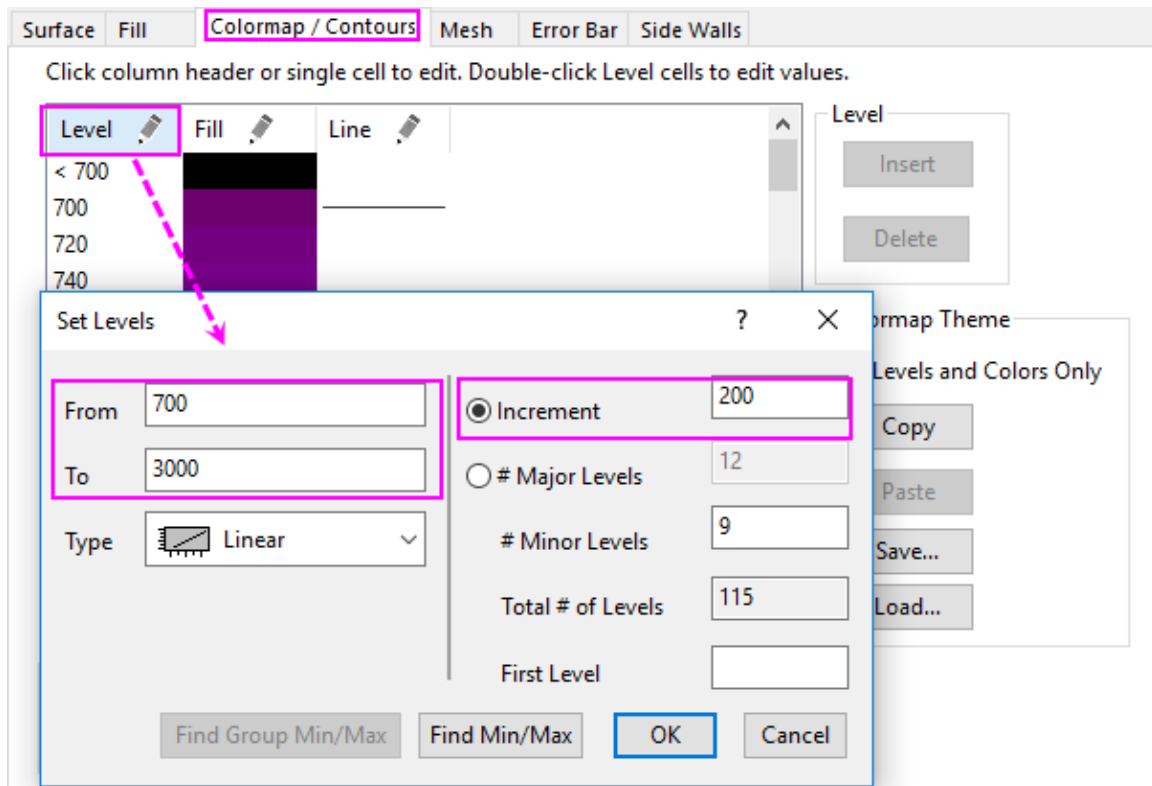 Surface Fill Colormap / Contours Mesh Error Bar Side Walls
Click column header or single cell to edit. Double-click Level cells to edit values.
Level Fill Line
< 700
700
720
740
Level
Insert
Delete
Set Levels ? ✕
From 700
To 3000
Type Linear
Increment 200
# Major Levels 12
# Minor Levels 9
Total # of Levels 115
First Level
Find Group Min/Max Find Min/Max OK Cancel
ormap Theme
Levels and Colors Only
Copy
Paste
Save...
Load...